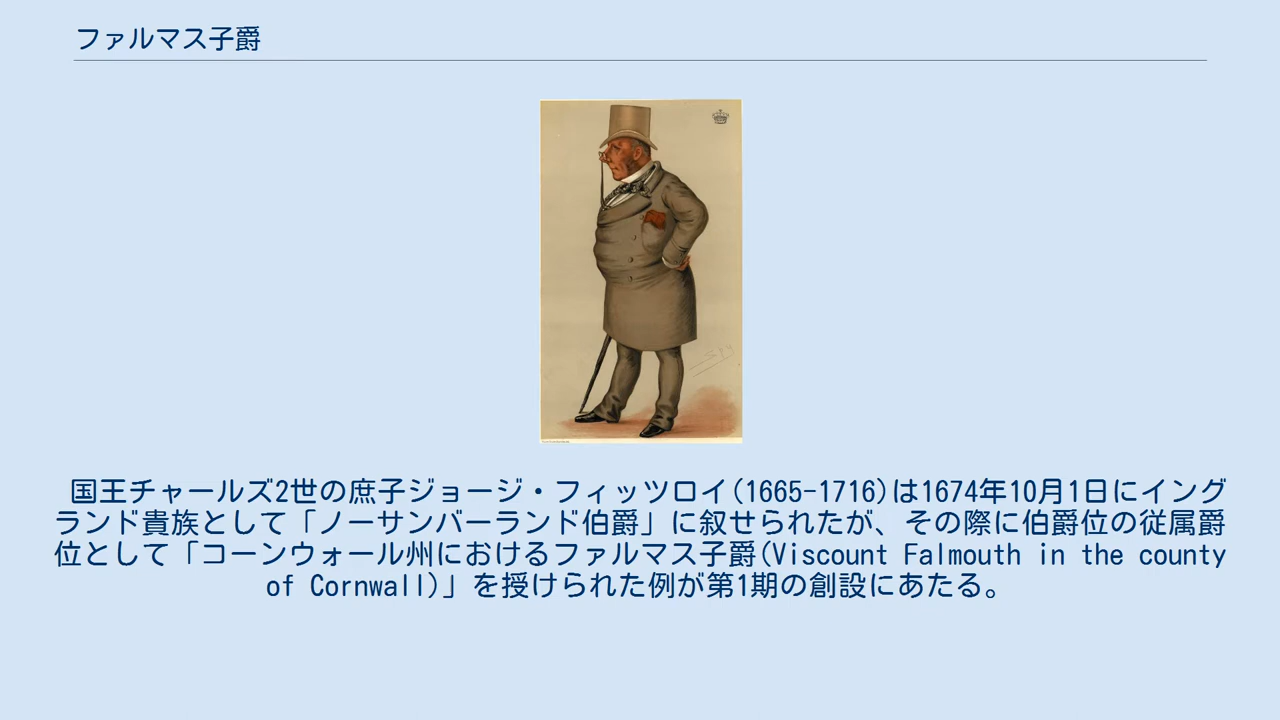 ファルマス子爵
Spy
国王チャールズ2世の庶子ジョージ・フィッツロイ(1665-1716)は1674年10月1日にイング
ランド貴族として「ノーサンバーランド伯爵」に叙せられたが、その際に伯爵位の従属爵
位として「コーンウォール州におけるファルマス子爵(Viscount Falmouth in the county
of Cornwall)」を授けられた例が第1期の創設にあたる。